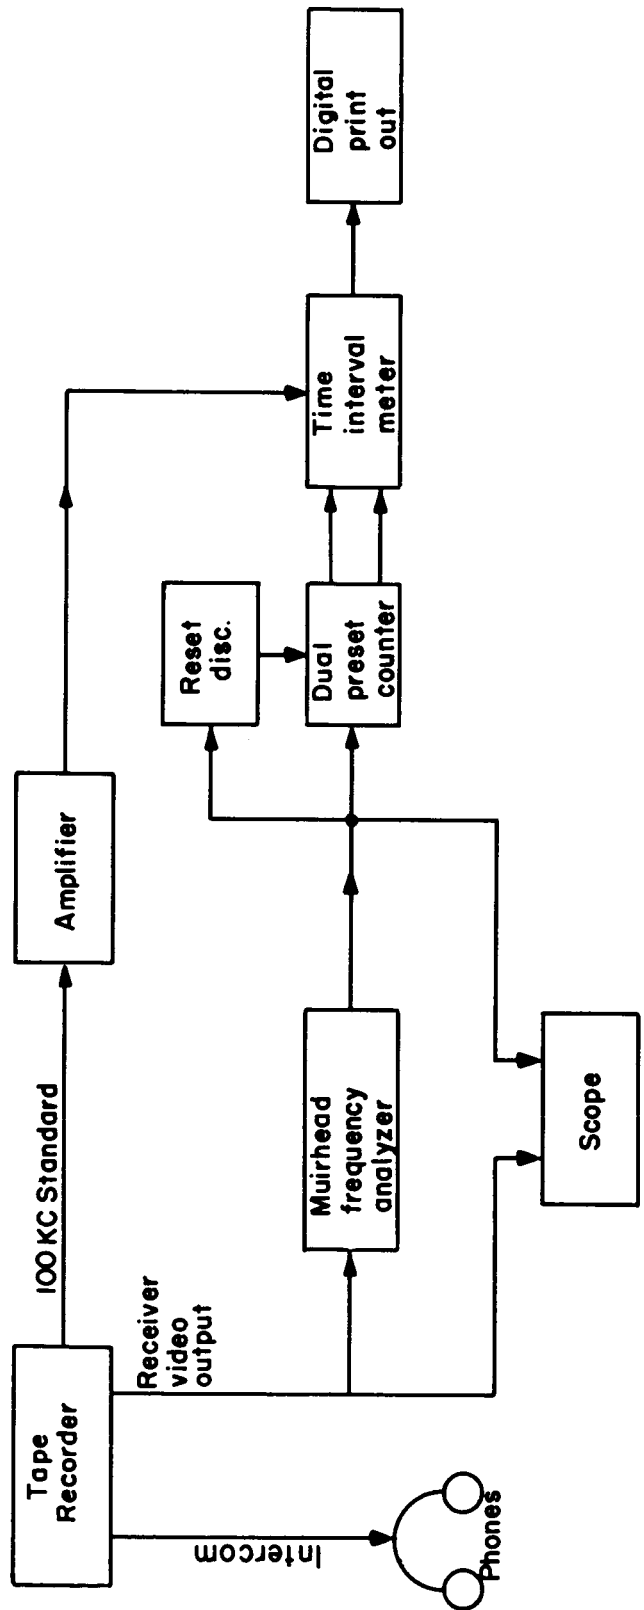 Tape
Recorder
100 KC Standard
Amplifier
Intercom
Phones
Receiver
video
output
Muirhead
frequency
analyzer
Scope
Reset
disc.
Dual
preset
counter
Time
interval
meter
Digital
print
out